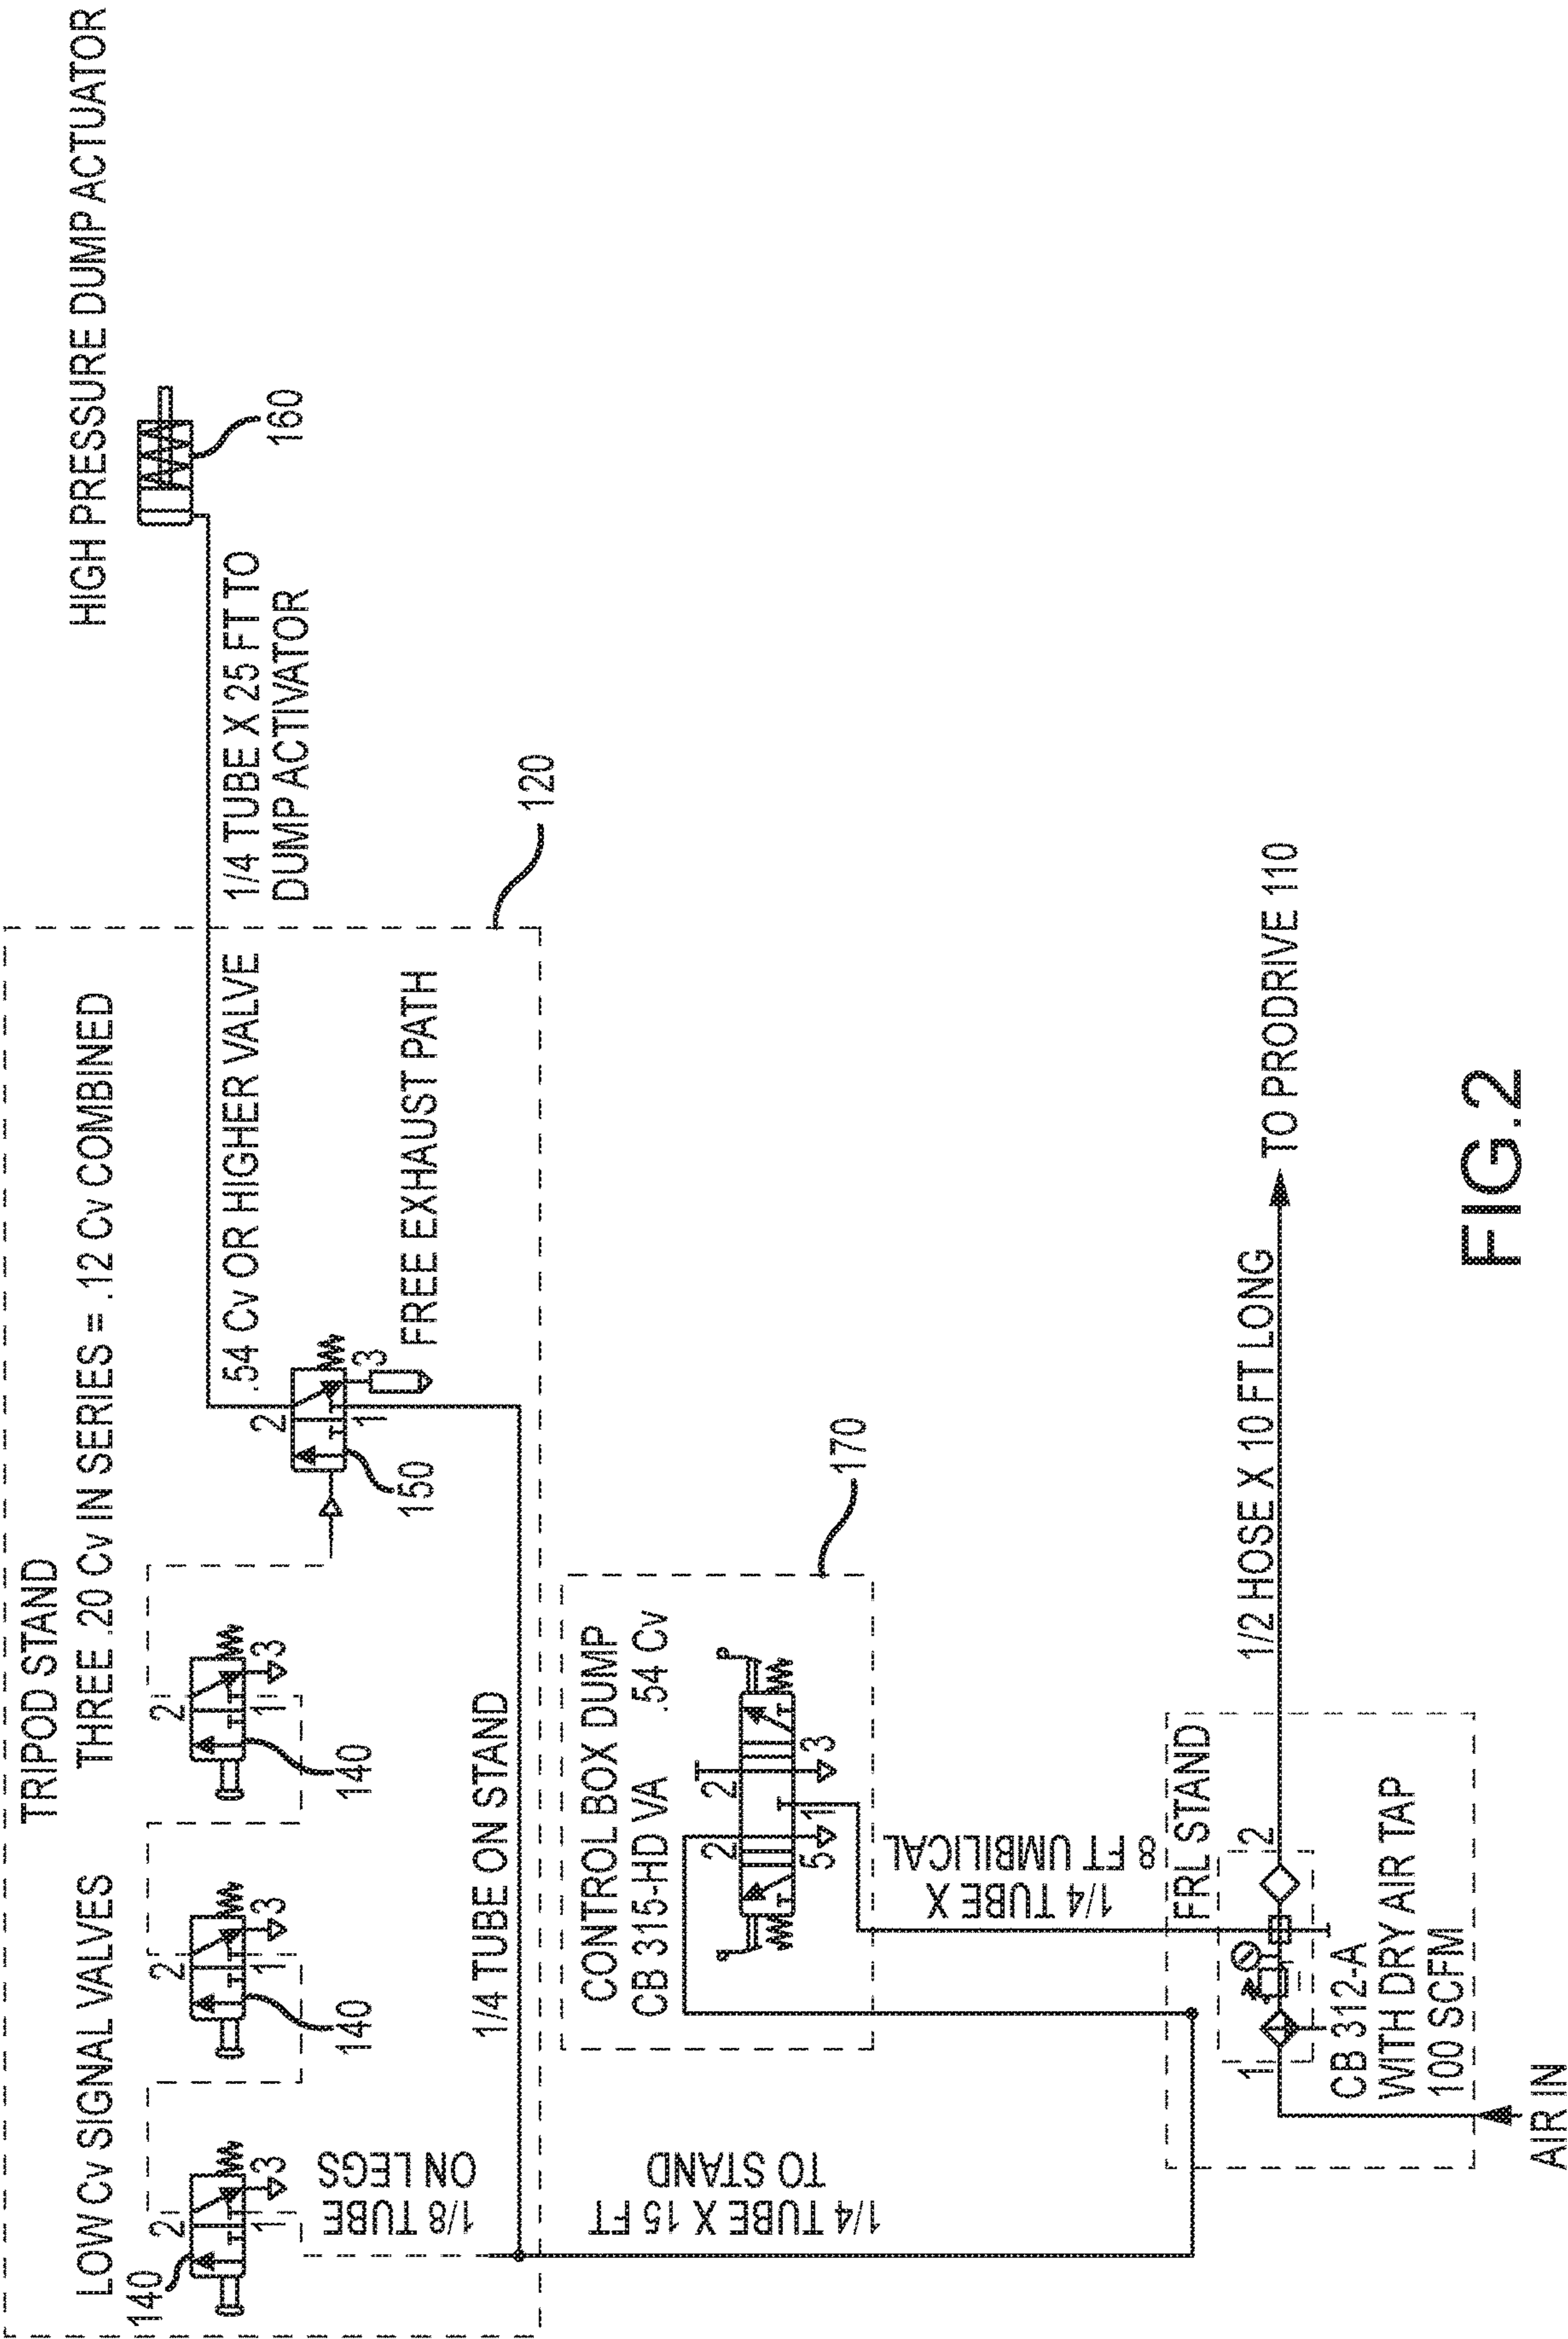 HIGH PRESSURE DUMP ACTUATOR
160
1/4 TUBE X 25 FT TO
DUMP ACTIVATOR
120
TRIPOD STAND
LOW Cv SIGNAL VALVES
THREE .20 Cv IN SERIES = .12 Cv COMBINED
.54 Cv OR HIGHER VALVE
FREE EXHAUST PATH
140
2
1
3
140
2
1
3
140
2
1
3
150
2
1
3
1/8 TUBE
ON LEGS
1/4 TUBE ON STAND
170
CONTROL BOX DUMP
CB 315-HD VA
.54 Cv
2
2
5
1
3
1/4 TUBE X 15 FT
TO STAND
1/4 TUBE X
8 FT UMBILICAL
FRL STAND
1
2
CB 312-A
WITH DRY AIR TAP
100 SCFM
AIR IN
1/2 HOSE X 10 FT LONG
TO PRODRIVE 110
FIG.2